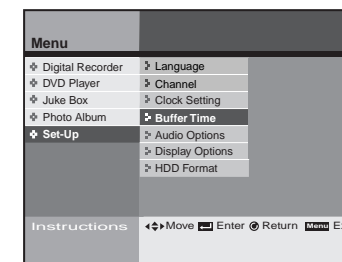 Menu
Digital Recorder
DVD Player
Juke Box
Photo Album
Set-Up
Language
Channel
Clock Setting
Buffer Time
Audio Options
Display Options
HDD Format
Instructions
Move Enter Return Menu E